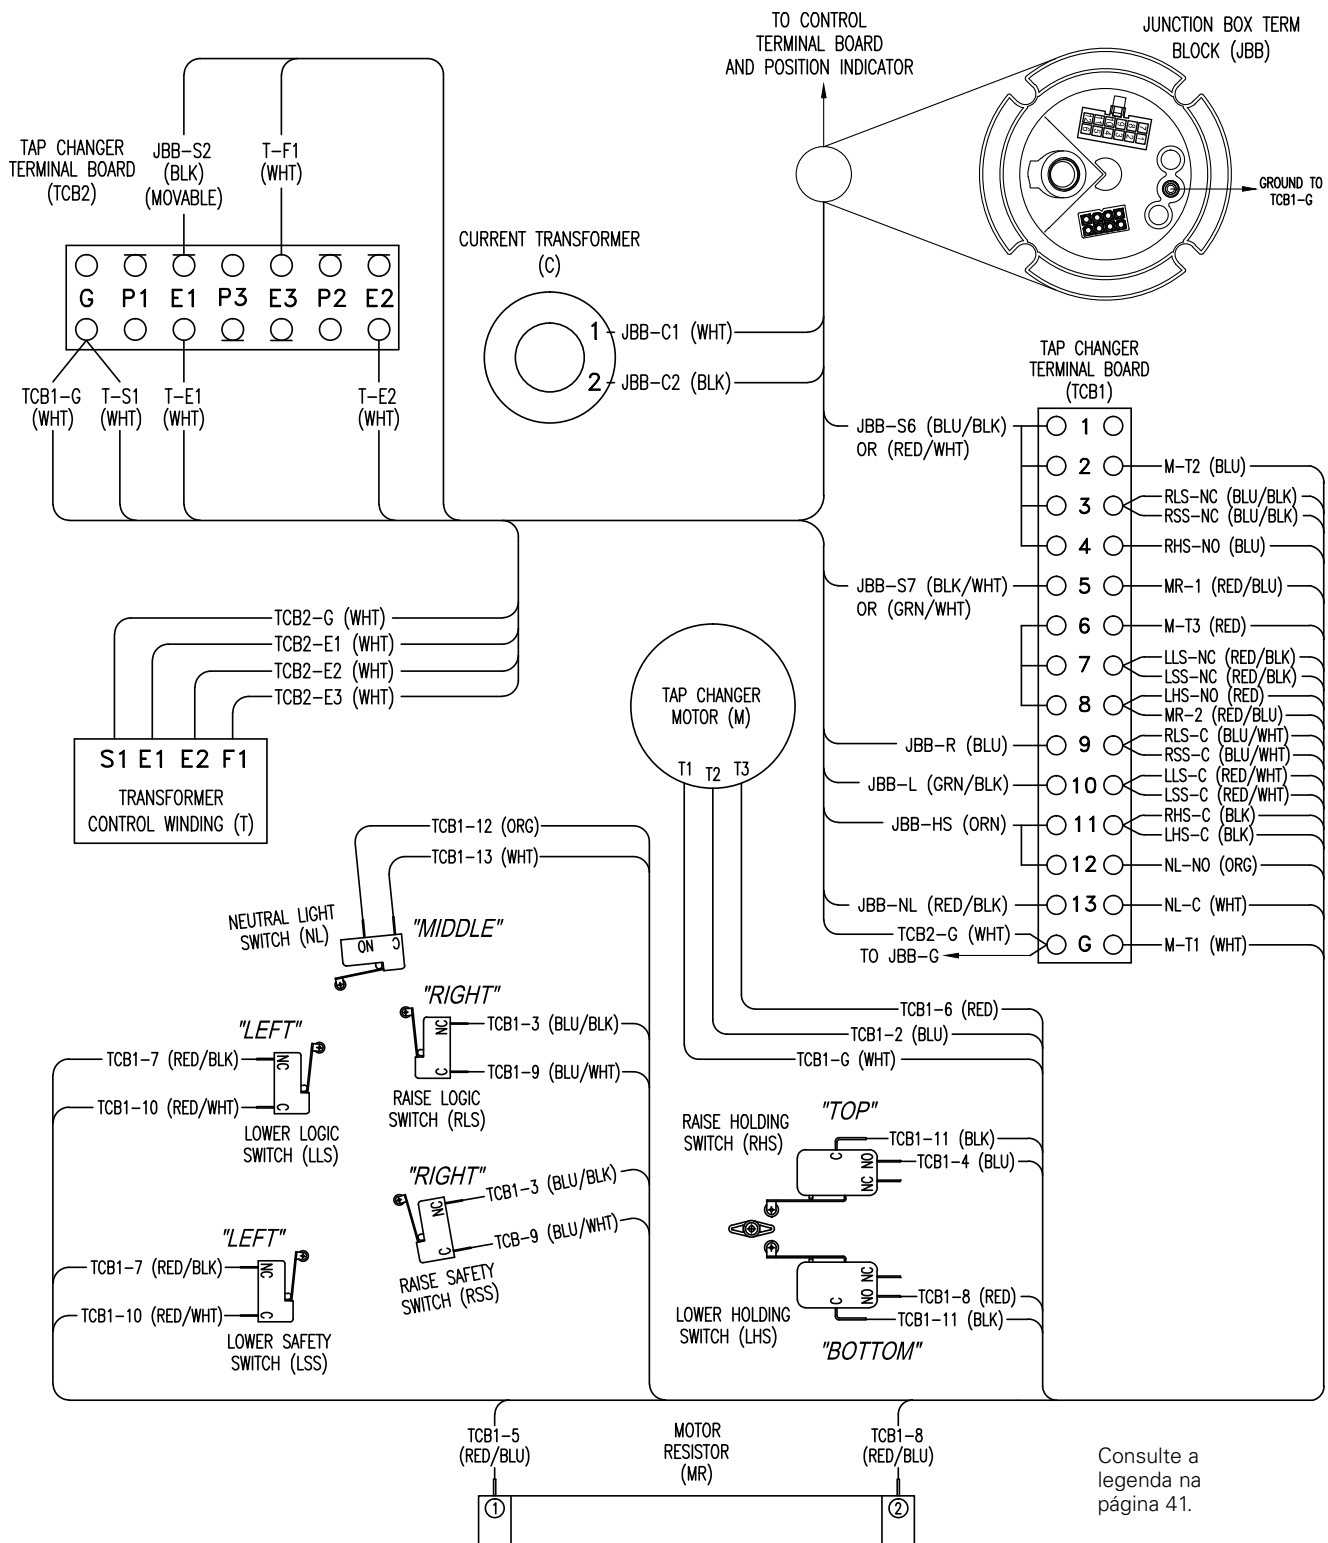 TO CONTROL
TERMINAL BOARD
AND POSITION INDICATOR
JUNCTION BOX TERM
BLOCK (JBB)
GROUND TO
TCB1-G
TAP CHANGER
TERMINAL BOARD
(TCB2)
JBB-S2
(BLK)
(MOVABLE)
T-F1
(WHT)
G P1 E1 P3 E3 P2 E2
TCB1-G
(WHT)
T-S1
(WHT)
T-E1
(WHT)
T-E2
(WHT)
CURRENT TRANSFORMER
(C)
1 JBB-C1 (WHT)
2 JBB-C2 (BLK)
TAP CHANGER
TERMINAL BOARD
(TCB1)
JBB-S6 (BLU/BLK)
OR (RED/WHT)
1
2 M-T2 (BLU)
3 RLS-NC (BLU/BLK)
RSS-NC (BLU/BLK)
4 RHS-NO (BLU)
JBB-S7 (BLK/WHT)
OR (GRN/WHT)
5 MR-1 (RED/BLU)
6 M-T3 (RED)
7 LLS-NC (RED/BLK)
LSS-NC (RED/BLK)
8 LHS-NO (RED)
MR-2 (RED/BLU)
JBB-R (BLU) 9 RLS-C (BLU/WHT)
RSS-C (BLU/WHT)
JBB-L (GRN/BLK) 10 LLS-C (RED/WHT)
LSS-C (RED/WHT)
JBB-HS (ORN) 11 RHS-C (BLK)
LHS-C (BLK)
12 NL-NO (ORG)
JBB-NL (RED/BLK) 13 NL-C (WHT)
TCB2-G (WHT)
TO JBB-G
G M-T1 (WHT)
TCB2-G (WHT)
TCB2-E1 (WHT)
TCB2-E2 (WHT)
TCB2-E3 (WHT)
S1 E1 E2 F1
TRANSFORMER
CONTROL WINDING (T)
TAP CHANGER
MOTOR (M)
T1 T2 T3
TCB1-6 (RED)
TCB1-2 (BLU)
TCB1-G (WHT)
TCB1-12 (ORG)
TCB1-13 (WHT)
NEUTRAL LIGHT
SWITCH (NL)
NO C
"MIDDLE"
"RIGHT"
NC TCB1-3 (BLU/BLK)
C TCB1-9 (BLU/WHT)
RAISE LOGIC
SWITCH (RLS)
"LEFT"
TCB1-7 (RED/BLK) NC
TCB1-10 (RED/WHT) C
LOWER LOGIC
SWITCH (LLS)
"RIGHT"
NC TCB1-3 (BLU/BLK)
C TCB-9 (BLU/WHT)
RAISE SAFETY
SWITCH (RSS)
"LEFT"
TCB1-7 (RED/BLK) NC
TCB1-10 (RED/WHT) C
LOWER SAFETY
SWITCH (LSS)
RAISE HOLDING
SWITCH (RHS)
"TOP"
C TCB1-11 (BLK)
NO TCB1-4 (BLU)
NC
NC
NO TCB1-8 (RED)
C TCB1-11 (BLK)
LOWER HOLDING
SWITCH (LHS)
"BOTTOM"
TCB1-5
(RED/BLU)
MOTOR
RESISTOR
(MR)
TCB1-8
(RED/BLU)
1 2
Consulte a
legenda na
página 41.